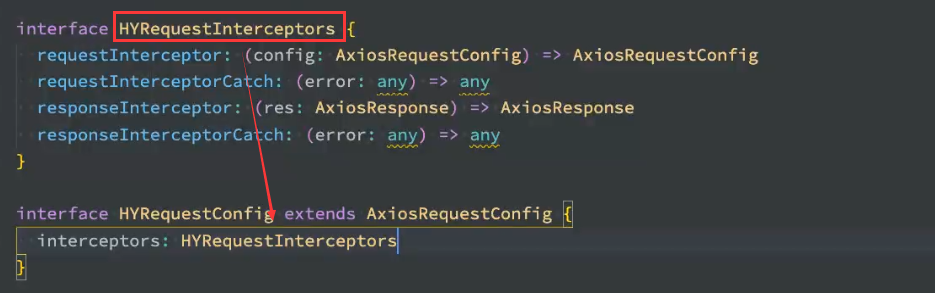 interface HYRequestInterceptors {
requestInterceptor: (config: AxiosRequestConfig) => AxiosRequestConfig
requestInterceptorCatch: (error: any) => any
responseInterceptor: (res: AxiosResponse) => AxiosResponse
responseInterceptorCatch: (error: any) => any
}
interface HYRequestConfig extends AxiosRequestConfig {
interceptors: HYRequestInterceptors
}